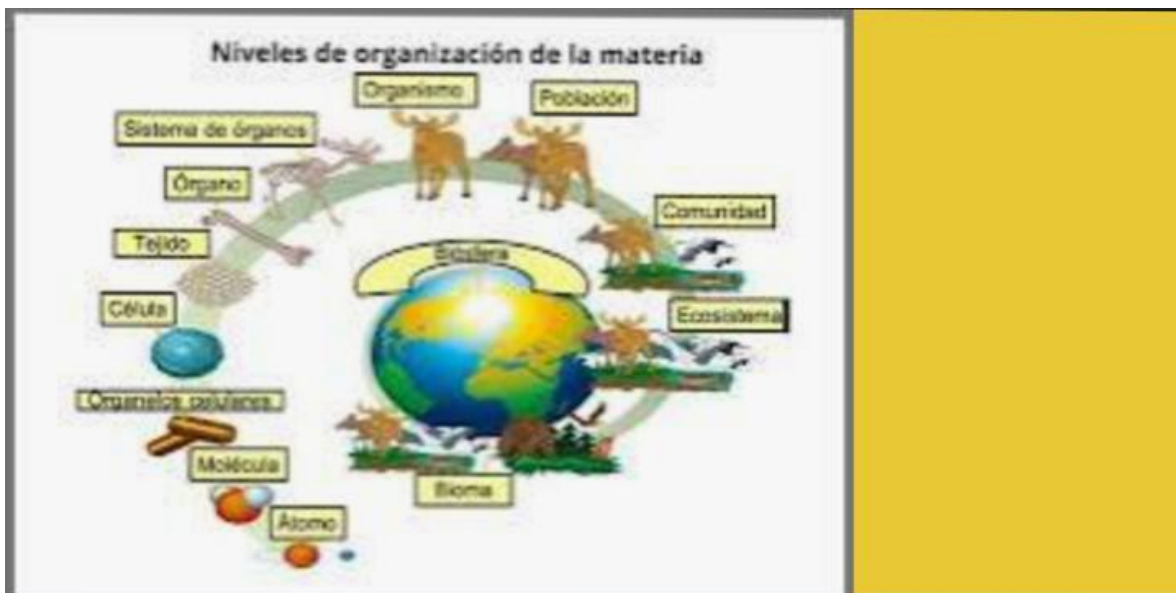 Niveles de organización de la materia
Organismo
Población
Sistema de órganos
Órgano
Comunidad
Tejido
Biósfera
Célula
Ecosistema
Organelos celulares
Molécula
Bioma
Átomo